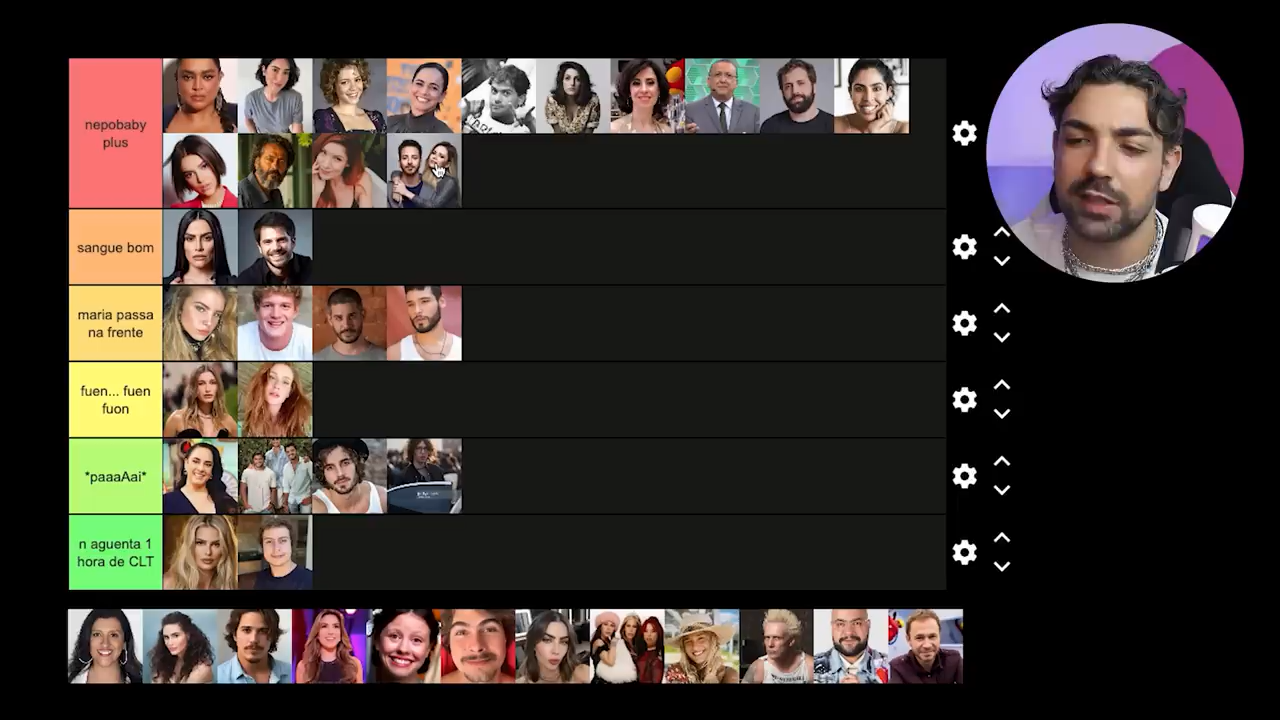 nepobaby
plus
sangue bom
maria passa
na frente
fuen... fuen
fuon
*paaaAai*
n aguenta 1
hora de CLT